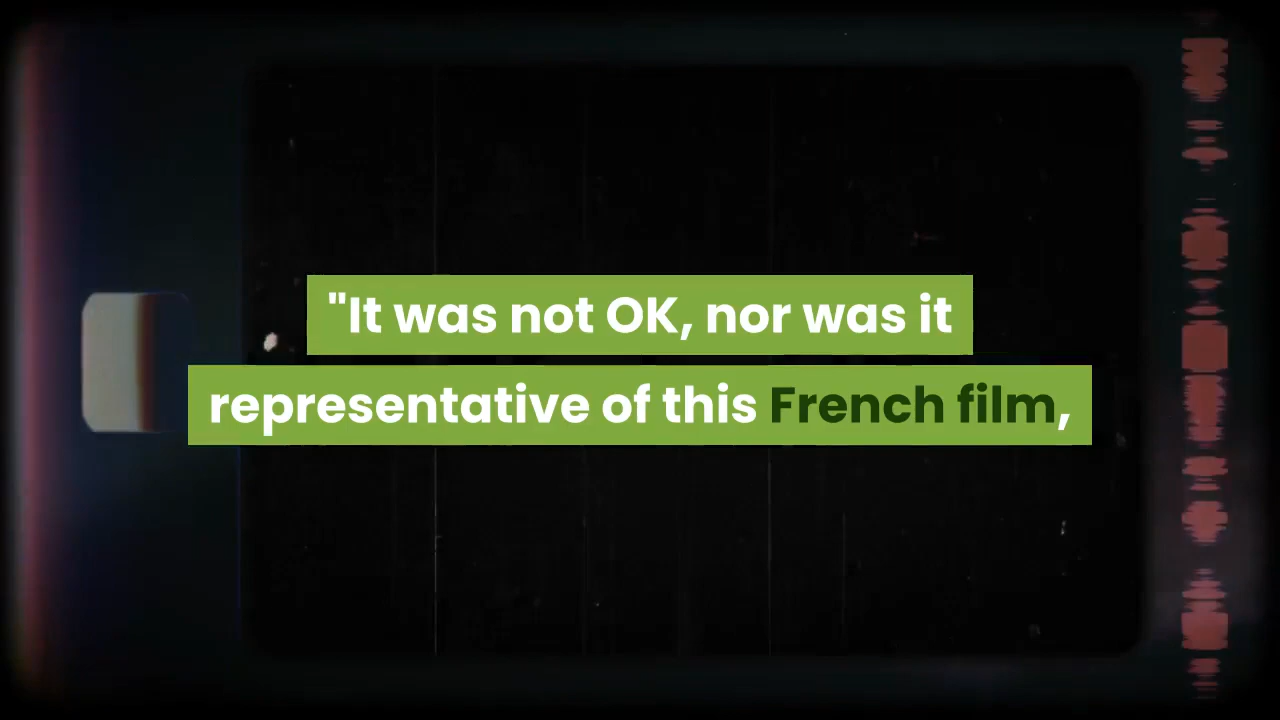 "It was not OK, nor was it
representative of this French film,